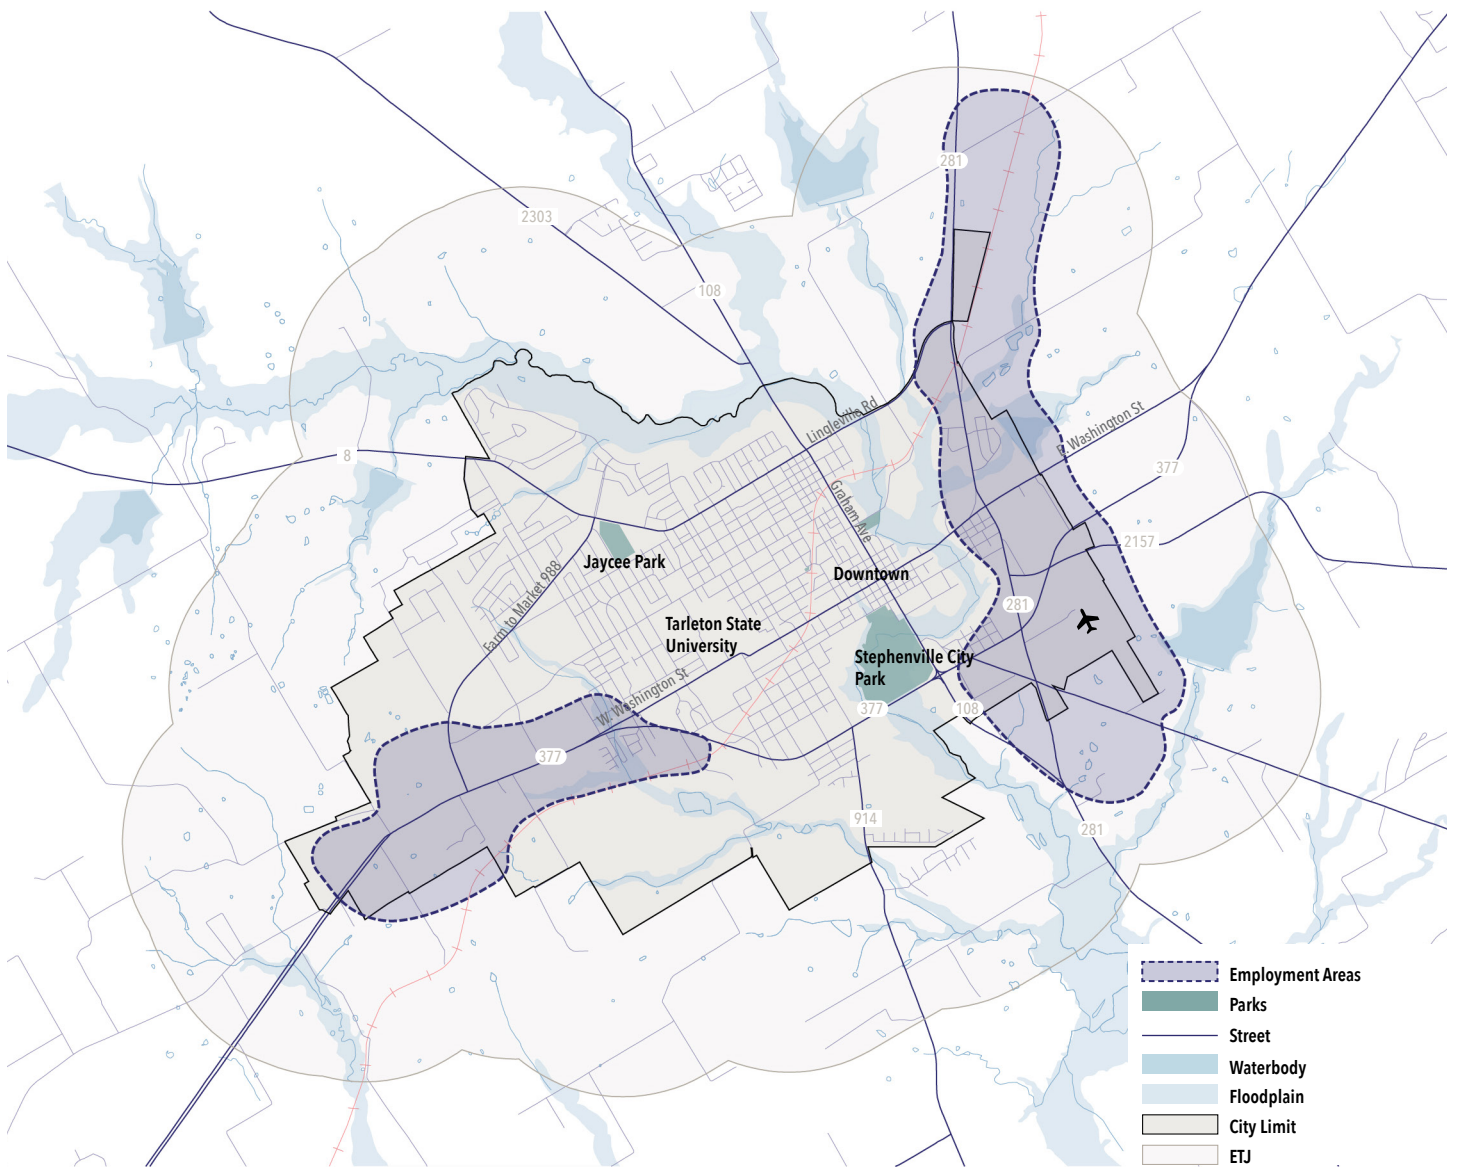 281
2303
108
Lingleville Rd
E. Washington St
8
377
Graham Ave
2157
Jaycee Park
Downtown
Farm to Market 988
281
Tarleton State
University
Stephenville City
Park
W. Washington St
377
108
377
914
281
Employment Areas
Parks
Street
Waterbody
Floodplain
City Limit
ETJ